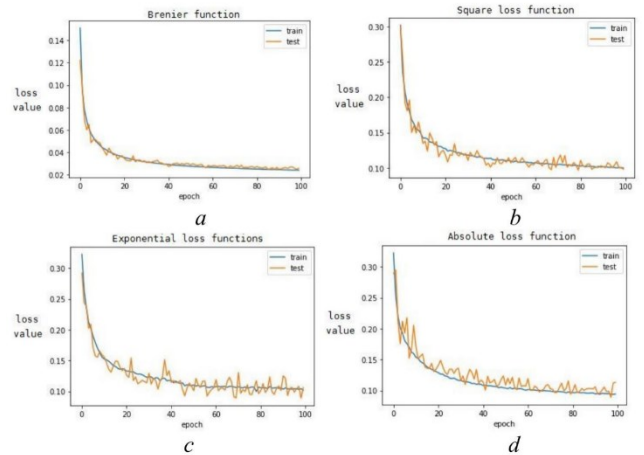 Brenier function
train
test
0.14
0.12
0.10
0.08
0.06
0.04
0.02
loss
value
0
20
40
60
80
100
epoch
a
Square loss function
train
test
0.30
0.25
0.20
0.15
0.10
loss
value
0
20
40
60
80
100
epoch
b
Exponential loss functions
train
test
0.30
0.25
0.20
0.15
0.10
loss
value
0
20
40
60
80
100
epoch
c
Absolute loss function
train
test
0.30
0.25
0.20
0.15
0.10
loss
value
0
20
40
60
80
100
epoch
d